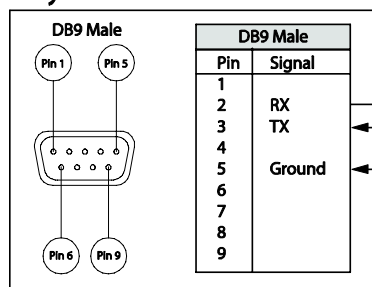 DB9 Male
Pin 1
Pin 5
Pin 6
Pin 9
DB9 Male
Pin Signal
1
2 RX
3 TX
4
5 Ground
6
7
8
9